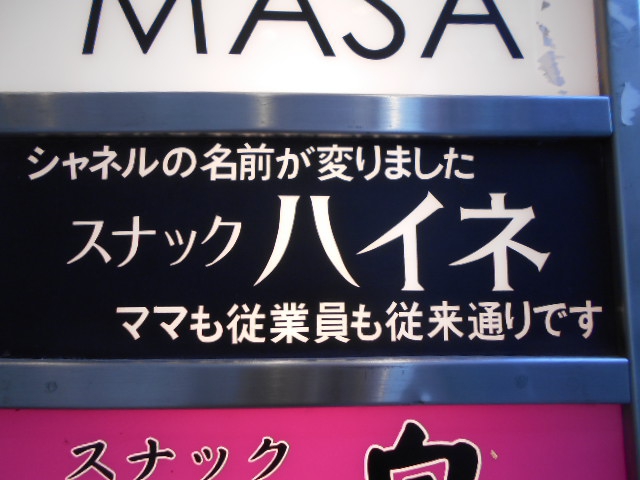 MASA
シャネルの名前が変りました
スナック ハイネ
ママも従業員も従来通りです
スナック